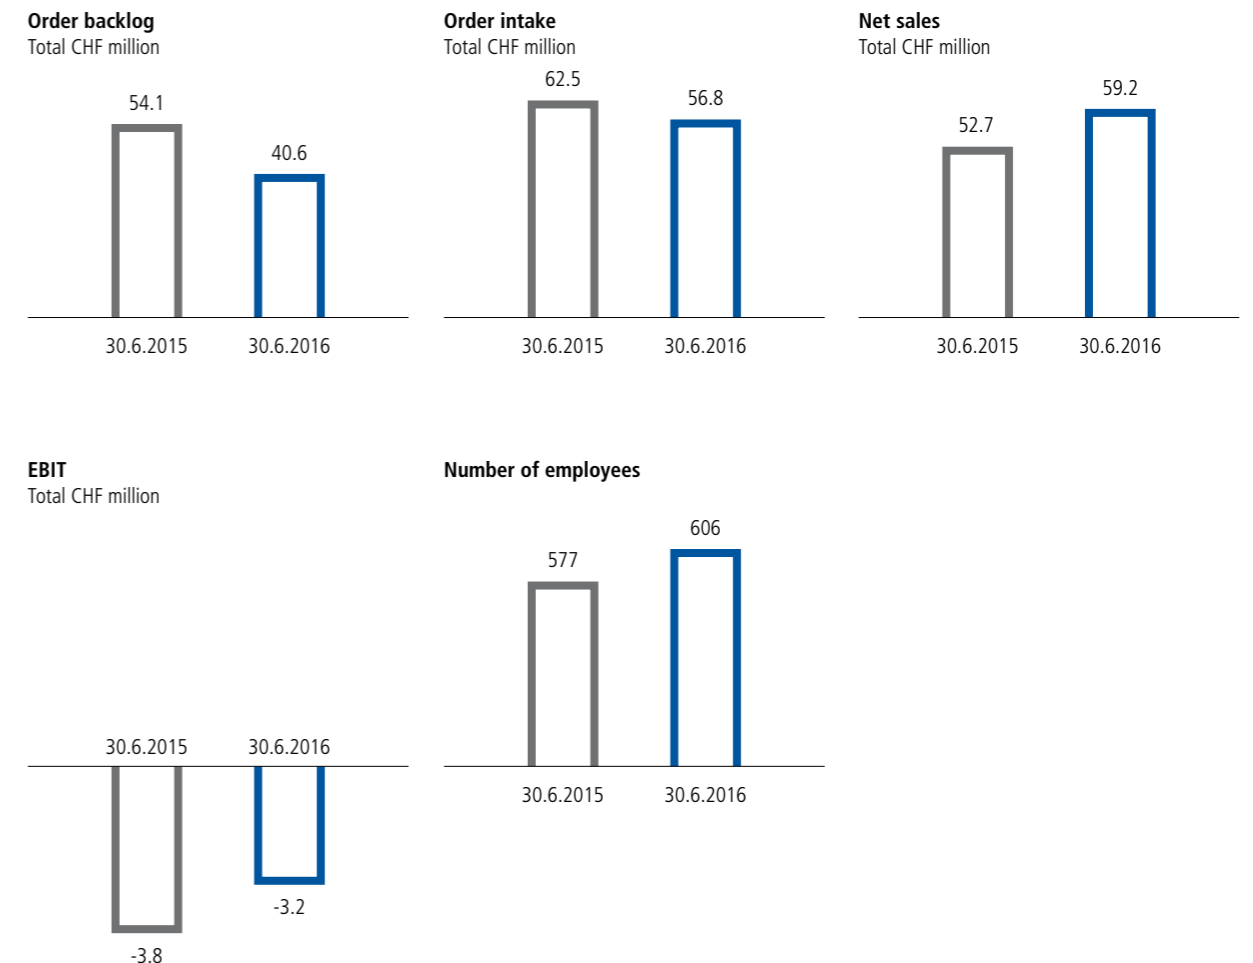 Order backlog
Total CHF million
54.1
40.6
30.6.2015 30.6.2016
Order intake
Total CHF million
62.5
56.8
30.6.2015 30.6.2016
Net sales
Total CHF million
59.2
52.7
30.6.2015 30.6.2016
EBIT
Total CHF million
30.6.2015 30.6.2016
-3.2
-3.8
Number of employees
606
577
30.6.2015 30.6.2016